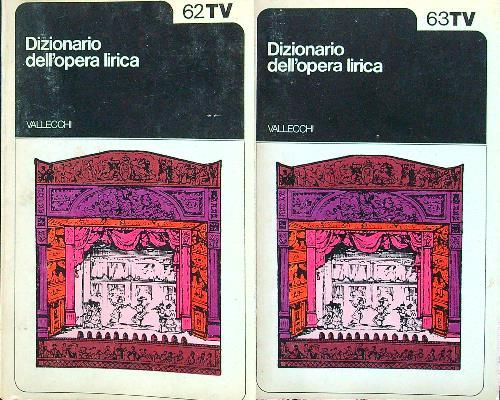 62TV
Dizionario
dell'opera lirica
VALLECCHI
63TV
Dizionario
dell'opera lirica
VALLECCHI